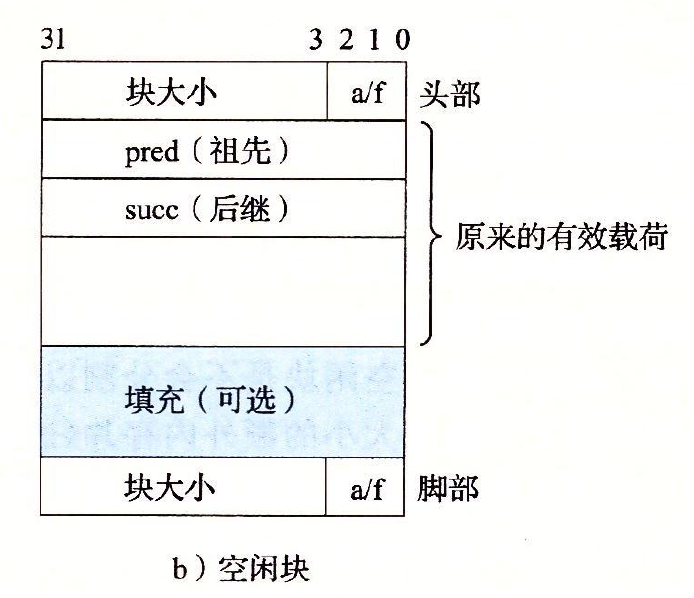 31 3 2 1 0
块大小 a/f 头部
pred（祖先）
succ（后继）
原来的有效载荷
填充（可选）
块大小 a/f 脚部
b）空闲块